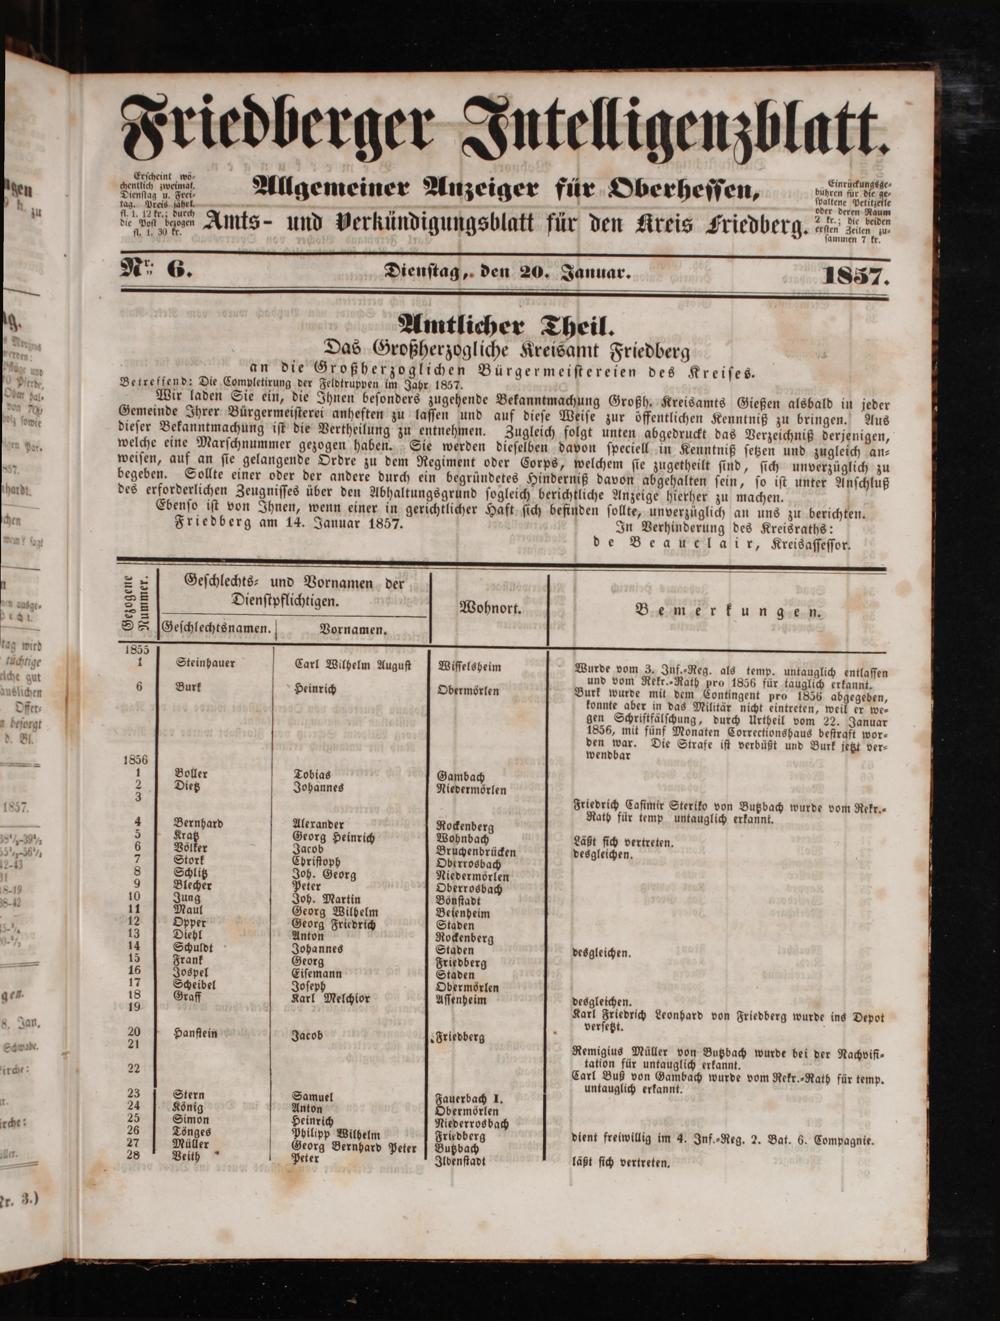 Friedberger Intelligenzblatt.
Erscheint wö-
chentlich zweimal,
Dienstag u. Frei-
tag. Preis jährl.
fl. 1. 12 kr.; durch
die Post bezogen
fl. 1. 30 kr.
Allgemeiner Anzeiger für Oberhessen,
Amts- und Verkündigungsblatt für den Kreis Friedberg.
Einrückungsge-
bühren für die ge-
spaltene Petitzeile
oder deren Raum
2 kr.; die beiden
ersten Zeilen zu-
sammen 7 kr.
Nr. 6. Dienstag, den 20. Januar. 1857.
Amtlicher Theil.
Das Großherzogliche Kreisamt Friedberg
an die Großherzoglichen Bürgermeistereien des Kreises.
Betreffend: Die Completirung der Feldtruppen im Jahr 1857.
Wir laden Sie ein, die Ihnen besonders zugehende Bekanntmachung Großh. Kreisamts Gießen alsbald in jeder
Gemeinde Ihrer Bürgermeisterei anheften zu lassen und auf diese Weise zur öffentlichen Kenntniß zu bringen. Aus
dieser Bekanntmachung ist die Vertheilung zu entnehmen. Zugleich folgt unten abgedruckt das Verzeichniß derjenigen,
welche eine Marschnummer gezogen haben. Sie werden dieselben davon speciell in Kenntniß setzen und zugleich an-
weisen, auf an sie gelangende Ordre zu dem Regiment oder Corps, welchem sie zugetheilt sind, sich unverzüglich zu
begeben. Sollte einer oder der andere durch ein begründetes Hinderniß davon abgehalten sein, so ist unter Anschluß
des erforderlichen Zeugnisses über den Abhaltungsgrund sogleich berichtliche Anzeige hierher zu machen.
Ebenso ist von Ihnen, wenn einer in gerichtlicher Haft sich befinden sollte, unverzüglich an uns zu berichten.
Friedberg am 14. Januar 1857. In Verhinderung des Kreisraths:
de Beauclair, Kreisassessor.
Gezogene Nummer. Geschlechts- und Vornamen der
Dienstpflichtigen. Wohnort. Bemerkungen.
Geschlechtsnamen. Vornamen.
1855
1 Steinhauer Carl Wilhelm August Wisselsheim Wurde vom 3. Inf.-Reg. als temp. untauglich entlassen
und vom Rekr.-Rath pro 1856 für tauglich erkannt.
6 Burk Heinrich Obermörlen Burk wurde mit dem Contingent pro 1856 abgegeben,
konnte aber in das Militär nicht eintreten, weil er we-
gen Schriftfälschung, durch Urtheil vom 22. Januar
1856, mit fünf Monaten Correctionshaus bestraft wor-
den war. Die Strafe ist verbüßt und Burk jetzt ver-
wendbar
1856
1 Boller Tobias Gambach
2 Dietz Johannes Niedermörlen
3 Friedrich Casimir Steriko von Butzbach wurde vom Rekr.-
Rath für temp untauglich erkannt.
4 Bernhard Alexander Rockenberg
5 Kratz Georg Heinrich Wohnbach Läßt sich vertreten.
6 Völker Jacob Bruchenbrücken desgleichen.
7 Stork Christoph Oberrosbach
8 Schlitz Joh. Georg Niedermörlen
9 Blecher Peter Oberrosbach
10 Jung Joh. Martin Bönstadt
11 Maul Georg Wilhelm Beienheim
12 Opper Georg Friedrich Staden
13 Diehl Anton Rockenberg
14 Schuldt Johannes Staden desgleichen.
15 Frank Georg Friedberg
16 Jospel Eisemann Staden
17 Scheibel Joseph Obermörlen
18 Graff Karl Melchior Assenheim desgleichen.
19 Karl Friedrich Leonhard von Friedberg wurde ins Depot
versetzt.
20 Hanstein Jacob Friedberg
21 Remigius Müller von Butzbach wurde bei der Nachvisi-
tation für untauglich erkannt.
22 Carl Buß von Gambach wurde vom Rekr.-Rath für temp.
untauglich erkannt.
23 Stern Samuel Fauerbach I.
24 König Anton Obermörlen
25 Simon Heinrich Niederrosbach
26 Tönges Philipp Wilhelm Friedberg dient freiwillig im 4. Inf.-Reg. 2. Bat. 6. Compagnie.
27 Müller Georg Bernhard Peter Butzbach
28 Veith Peter Ilbenstadt läßt sich vertreten.